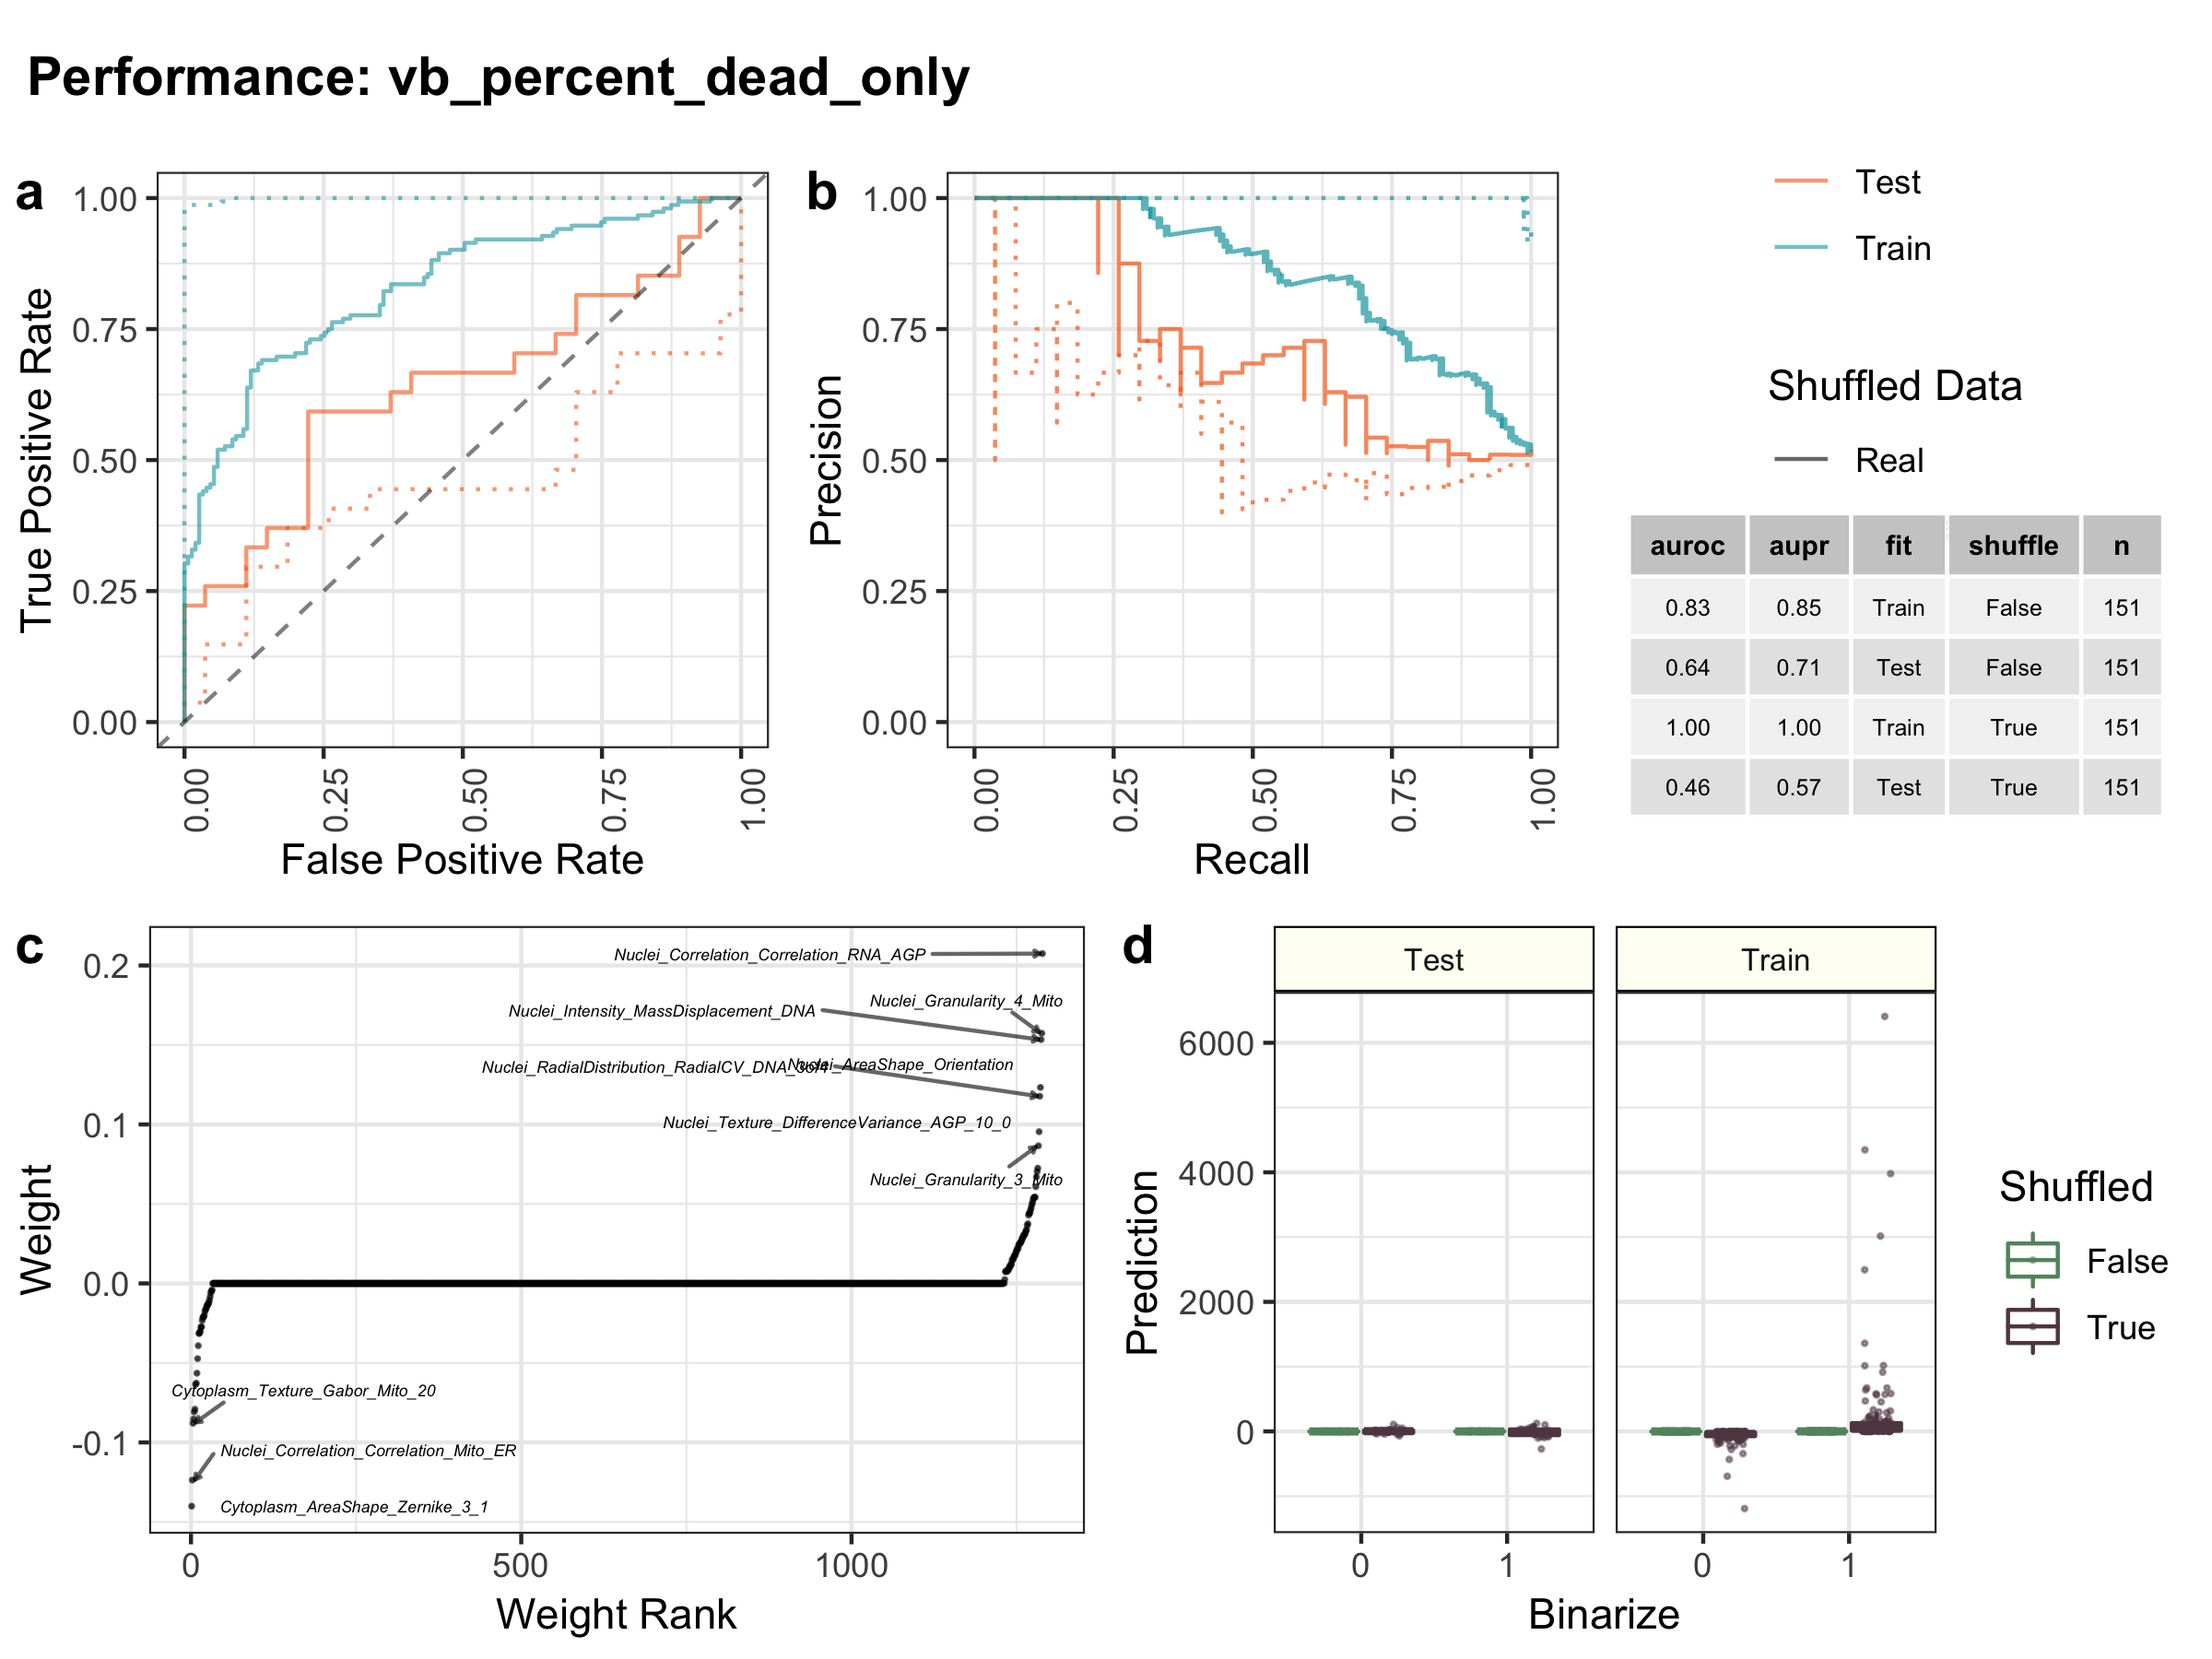 Performance: vb_percent_dead_only
a
1.00
0.75
0.50
0.25
0.00
True Positive Rate
0.00
0.25
0.50
0.75
1.00
False Positive Rate
b
1.00
0.75
0.50
0.25
0.00
Precision
0.00
0.25
0.50
0.75
1.00
Recall
Test
Train
Shuffled Data
Real
auroc aupr fit shuffle n
0.83 0.85 Train False 151
0.64 0.71 Test False 151
1.00 1.00 Train True 151
0.46 0.57 Test True 151
c
0.2
0.1
0.0
-0.1
Weight
Nuclei_Correlation_Correlation_RNA_AGP
Nuclei_Granularity_4_Mito
Nuclei_Intensity_MassDisplacement_DNA
Nuclei_RadialDistribution_RadialCV_DNA_3of4
Nuclei_AreaShape_Orientation
Nuclei_Texture_DifferenceVariance_AGP_10_0
Nuclei_Granularity_3_Mito
Cytoplasm_Texture_Gabor_Mito_20
Nuclei_Correlation_Correlation_Mito_ER
Cytoplasm_AreaShape_Zernike_3_1
0
500
1000
Weight Rank
d
Test
Train
6000
4000
2000
0
Prediction
0
1
0
1
Binarize
Shuffled
False
True